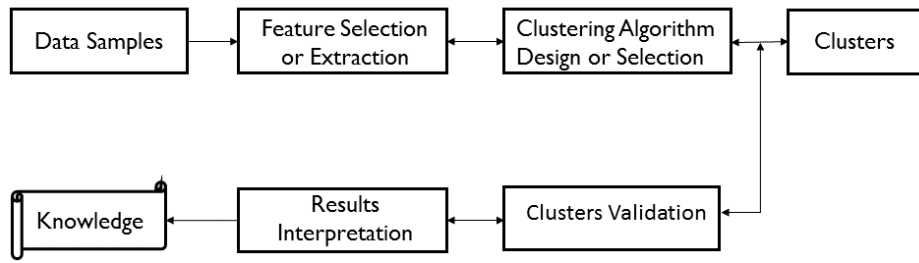 Data Samples
Feature Selection
or Extraction
Clustering Algorithm
Design or Selection
Clusters
Knowledge
Results
Interpretation
Clusters Validation